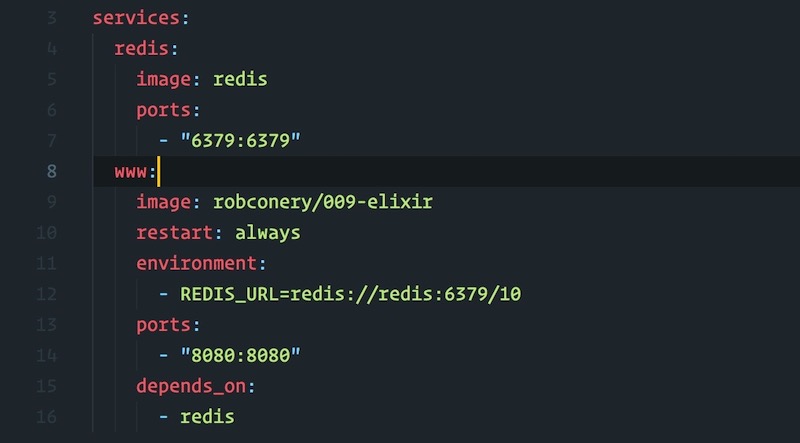 3 services:
4 redis:
5 image: redis
6 ports:
7 - "6379:6379"
8 www:
9 image: robconery/009-elixir
10 restart: always
11 environment:
12 - REDIS_URL=redis://redis:6379/10
13 ports:
14 - "8080:8080"
15 depends_on:
16 - redis